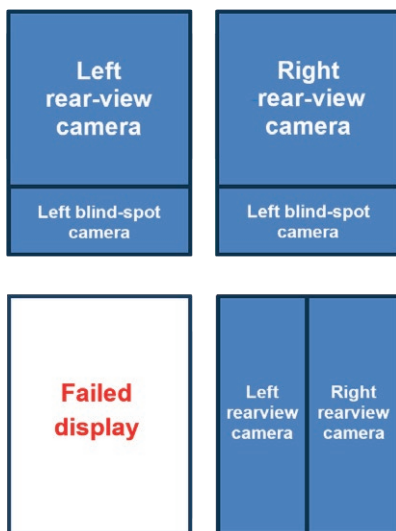 Left
rear-view
camera
Right
rear-view
camera
Left blind-spot
camera
Left blind-spot
camera
Failed
display
Left
rearview
camera
Right
rearview
camera